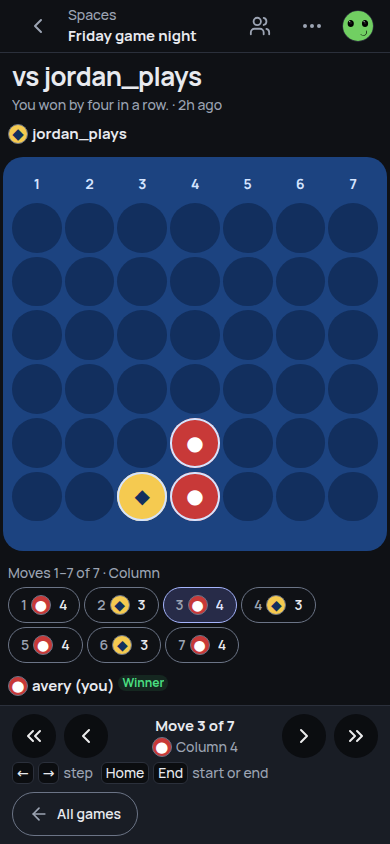 Spaces
Friday game night
vs jordan_plays
You won by four in a row. · 2h ago
jordan_plays
1 2 3 4 5 6 7
Moves 1–7 of 7 · Column
1 4 2 3 3 4 4 3
5 4 6 3 7 4
avery (you) Winner
Move 3 of 7
Column 4
← → step Home End start or end
← All games